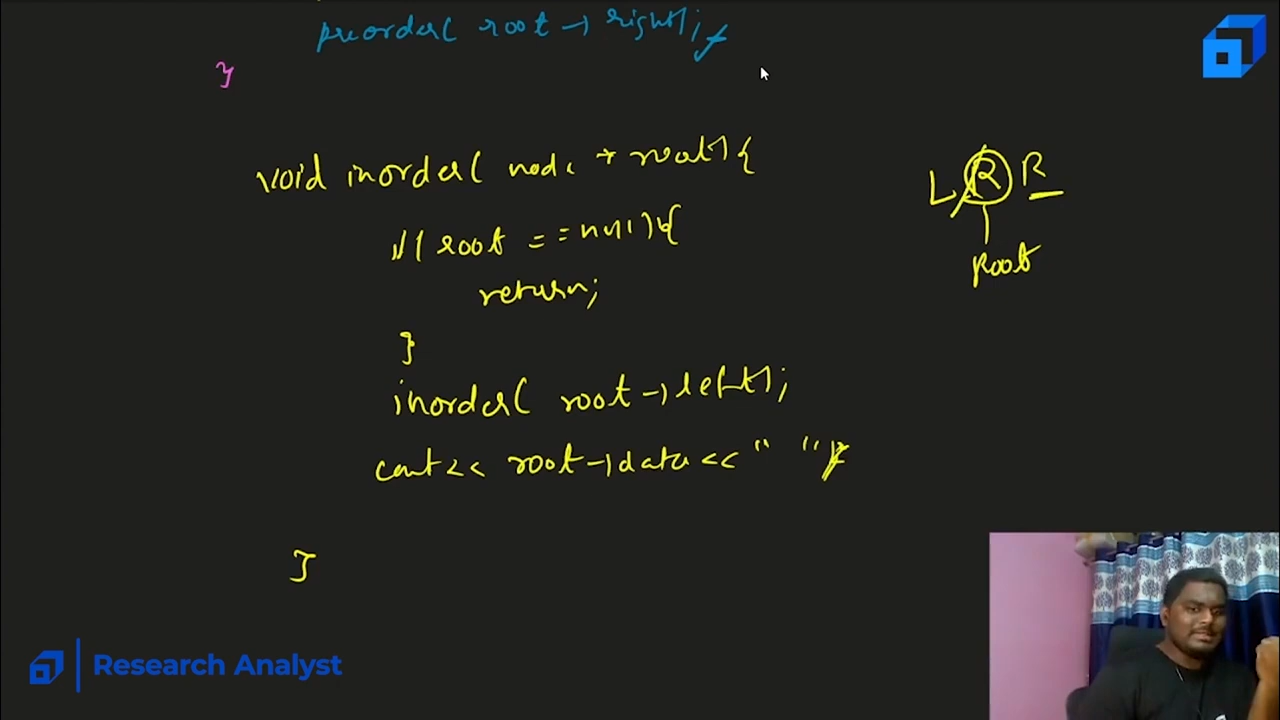 preorder( root → right);
}
void inorder( node * root) {
L R R
if( root == null) {
Root
return;
}
inorder( root → left);
cout << root → data << " ";
}
Research Analyst